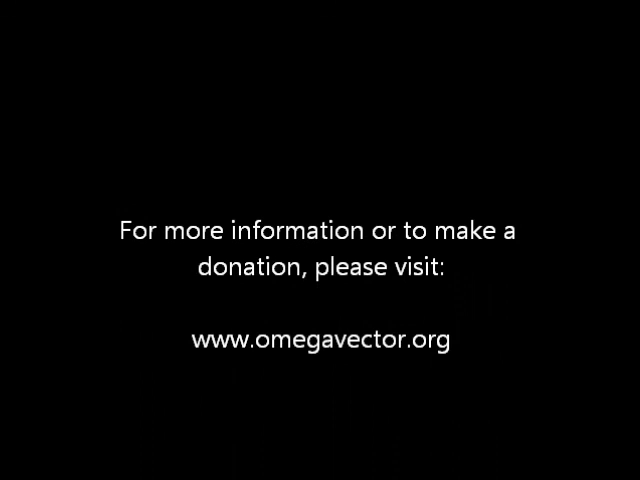 For more information or to make a
donation, please visit:
www.omegavector.org